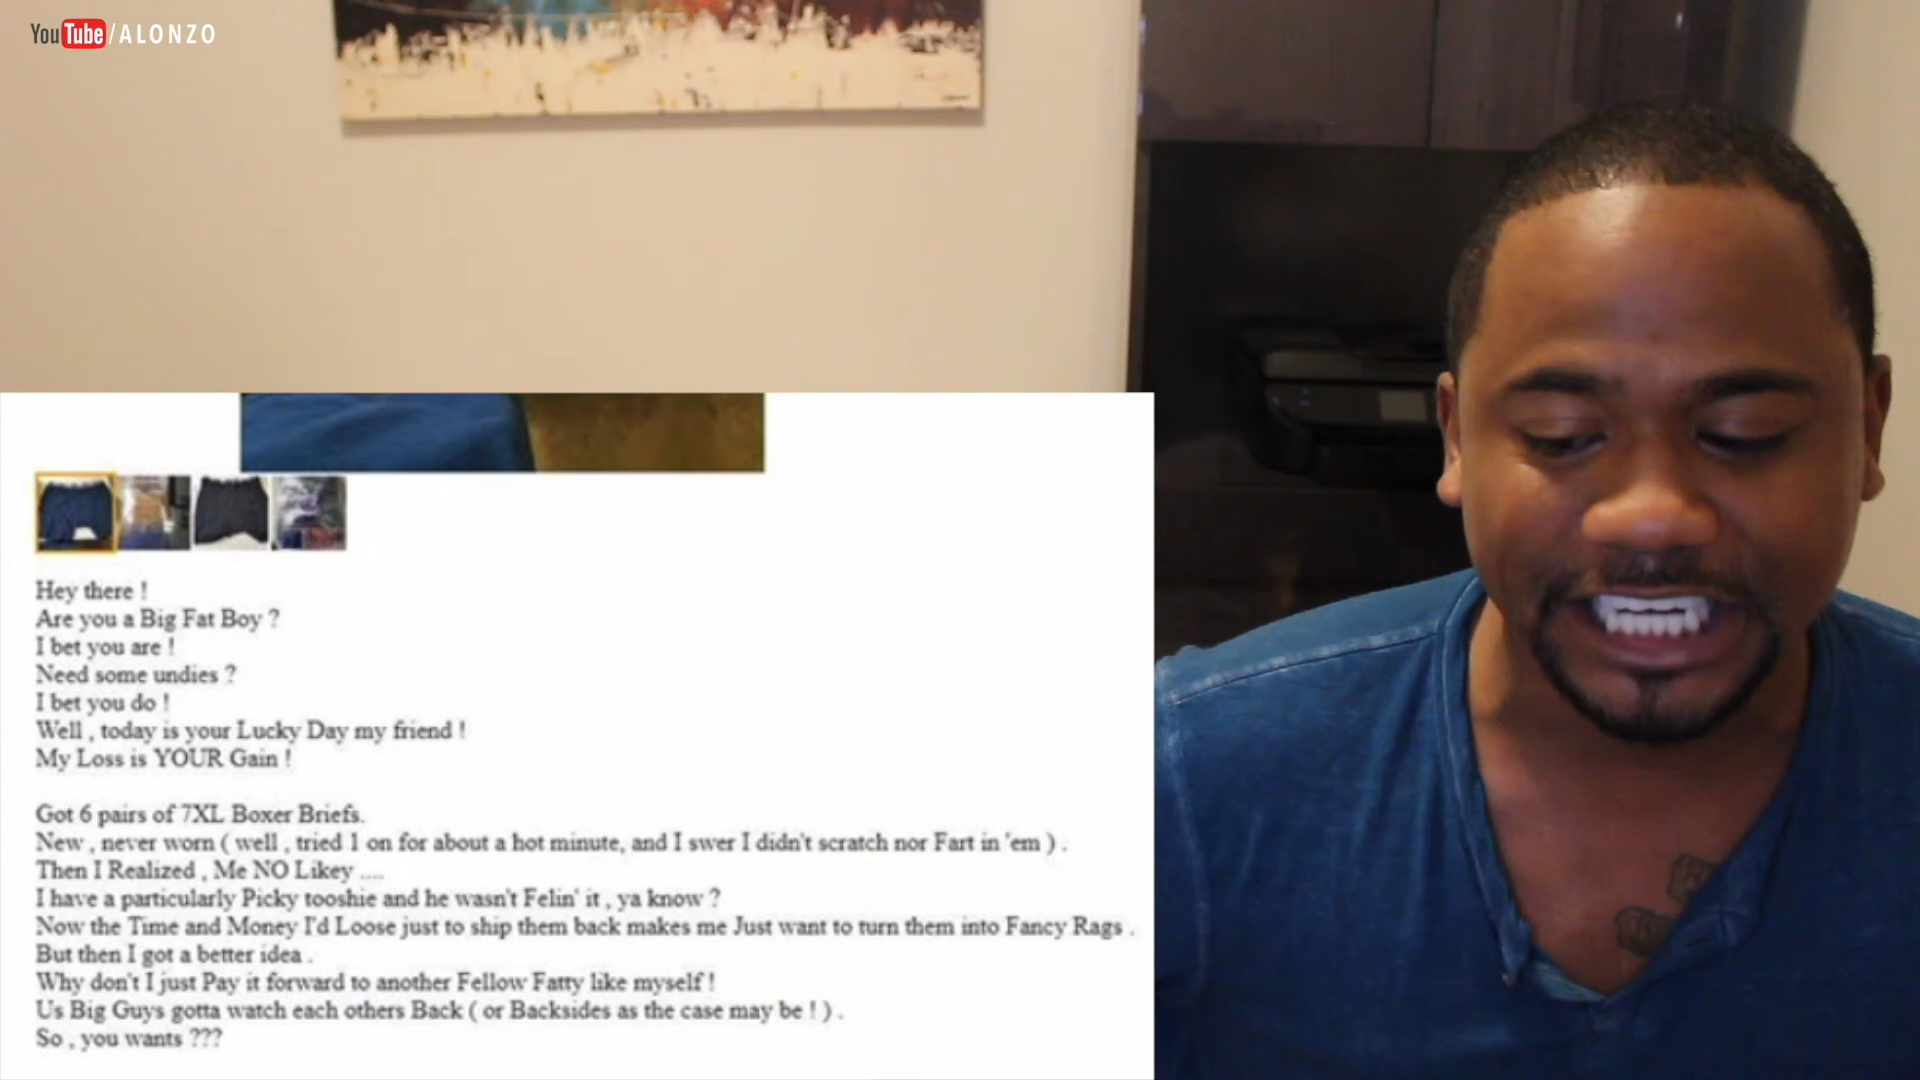 YouTube/ALONZO
Hey there !
Are you a Big Fat Boy ?
I bet you are !
Need some undies ?
I bet you do !
Well , today is your Lucky Day my friend !
My Loss is YOUR Gain !
Got 6 pairs of 7XL Boxer Briefs.
New , never worn ( well , tried 1 on for about a hot minute, and I swer I didn't scratch nor Fart in 'em ) .
Then I Realized , Me NO Likey ....
I have a particularly Picky tooshie and he wasn't Felin' it , ya know ?
Now the Time and Money I'd Loose just to ship them back makes me Just want to turn them into Fancy Rags .
But then I got a better idea .
Why don't I just Pay it forward to another Fellow Fatty like myself !
Us Big Guys gotta watch each others Back ( or Backsides as the case may be ! ) .
So , you wants ???